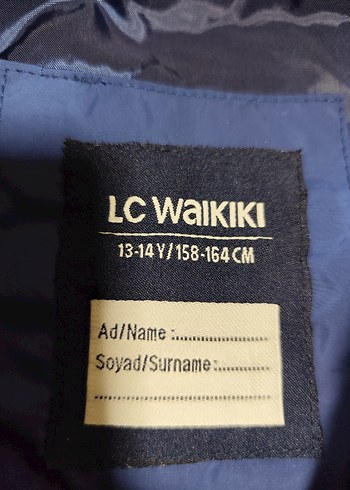 LC WAIKIKI
13-14 Y/158-164 CM
Ad/Name:....................
Soyad/Surname:............
........................................